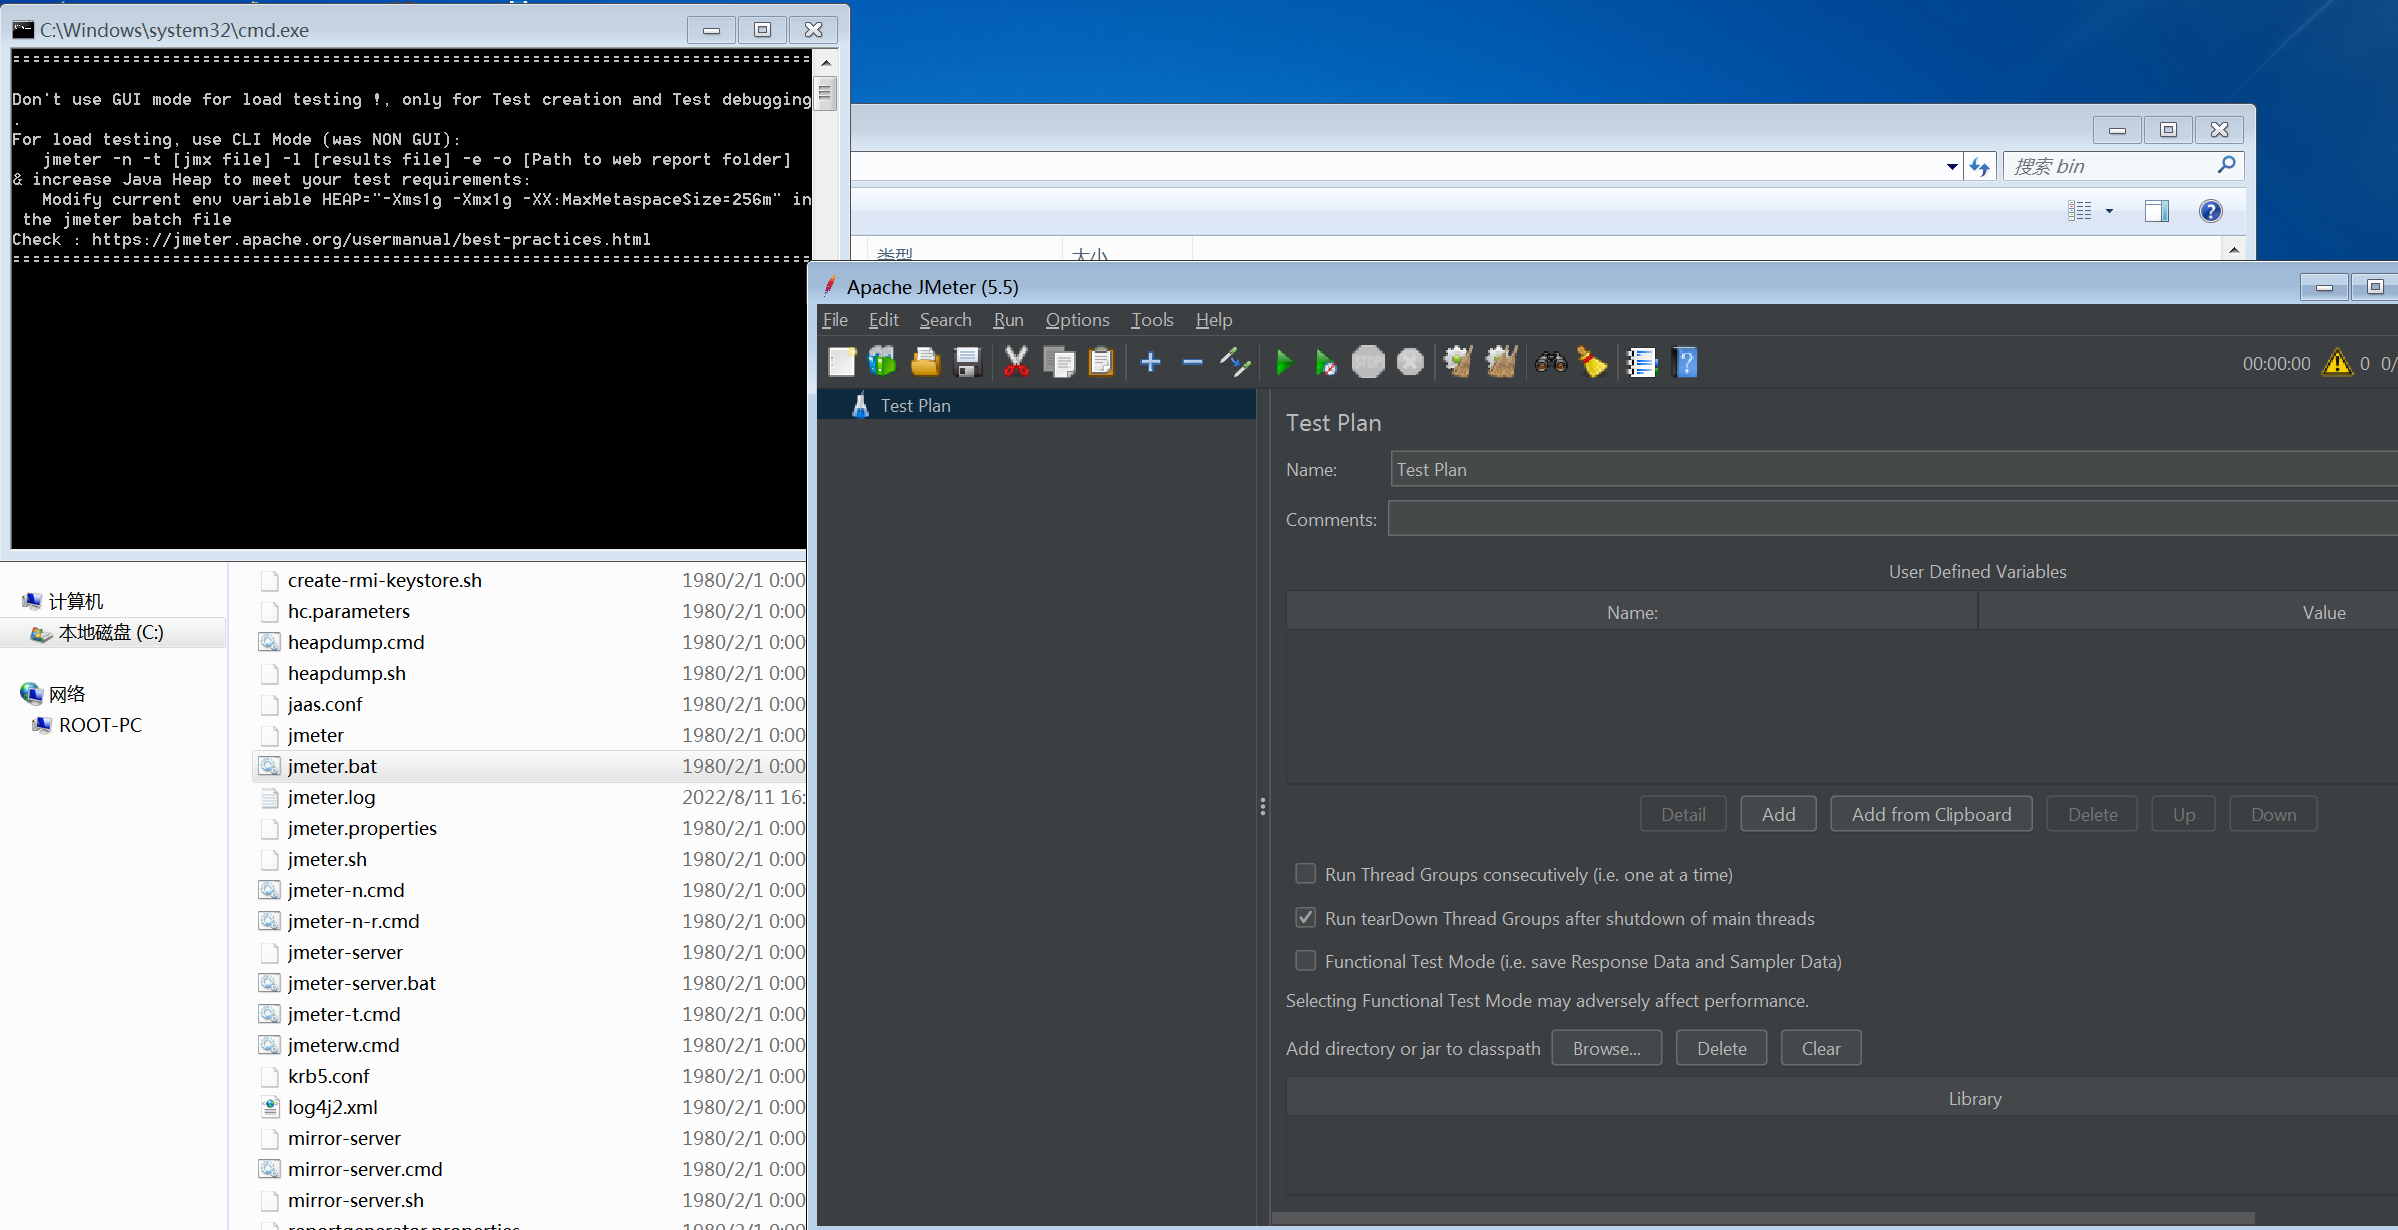 C:\Windows\system32\cmd.exe
================================================================================
Don't use GUI mode for load testing !, only for Test creation and Test debugging
.
For load testing, use CLI Mode (was NON GUI):
jmeter -n -t [jmx file] -l [results file] -e -o [Path to web report folder]
& increase Java Heap to meet your test requirements:
Modify current env variable HEAP="-Xms1g -Xmx1g -XX:MaxMetaspaceSize=256m" in
the jmeter batch file
Check : https://jmeter.apache.org/usermanual/best-practices.html
================================================================================
搜索 bin
类型 大小
计算机
本地磁盘 (C:)
网络
ROOT-PC
create-rmi-keystore.sh 1980/2/1 0:00
hc.parameters 1980/2/1 0:00
heapdump.cmd 1980/2/1 0:00
heapdump.sh 1980/2/1 0:00
jaas.conf 1980/2/1 0:00
jmeter 1980/2/1 0:00
jmeter.bat 1980/2/1 0:00
jmeter.log 2022/8/11 16:
jmeter.properties 1980/2/1 0:00
jmeter.sh 1980/2/1 0:00
jmeter-n.cmd 1980/2/1 0:00
jmeter-n-r.cmd 1980/2/1 0:00
jmeter-server 1980/2/1 0:00
jmeter-server.bat 1980/2/1 0:00
jmeter-t.cmd 1980/2/1 0:00
jmeterw.cmd 1980/2/1 0:00
krb5.conf 1980/2/1 0:00
log4j2.xml 1980/2/1 0:00
mirror-server 1980/2/1 0:00
mirror-server.cmd 1980/2/1 0:00
mirror-server.sh 1980/2/1 0:00
reportgenerator.properties 1980/2/1 0:00
Apache JMeter (5.5)
File Edit Search Run Options Tools Help
STOP
00:00:00 0 0/
Test Plan
Test Plan
Name: Test Plan
Comments:
User Defined Variables
Name: Value
Detail Add Add from Clipboard Delete Up Down
Run Thread Groups consecutively (i.e. one at a time)
Run tearDown Thread Groups after shutdown of main threads
Functional Test Mode (i.e. save Response Data and Sampler Data)
Selecting Functional Test Mode may adversely affect performance.
Add directory or jar to classpath Browse... Delete Clear
Library